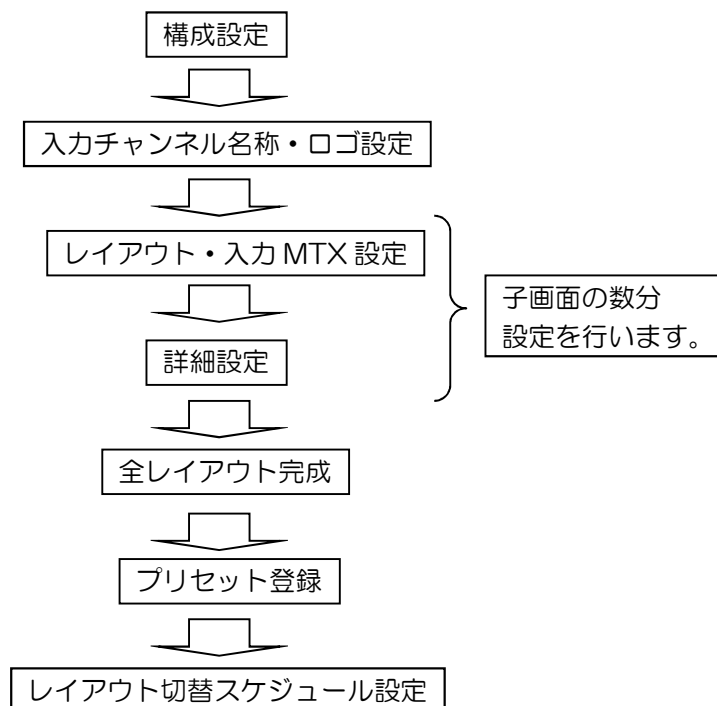 構成設定
入力チャンネル名称・ロゴ設定
レイアウト・入力 MTX 設定
子画面の数分
設定を行います。
詳細設定
全レイアウト完成
プリセット登録
レイアウト切替スケジュール設定